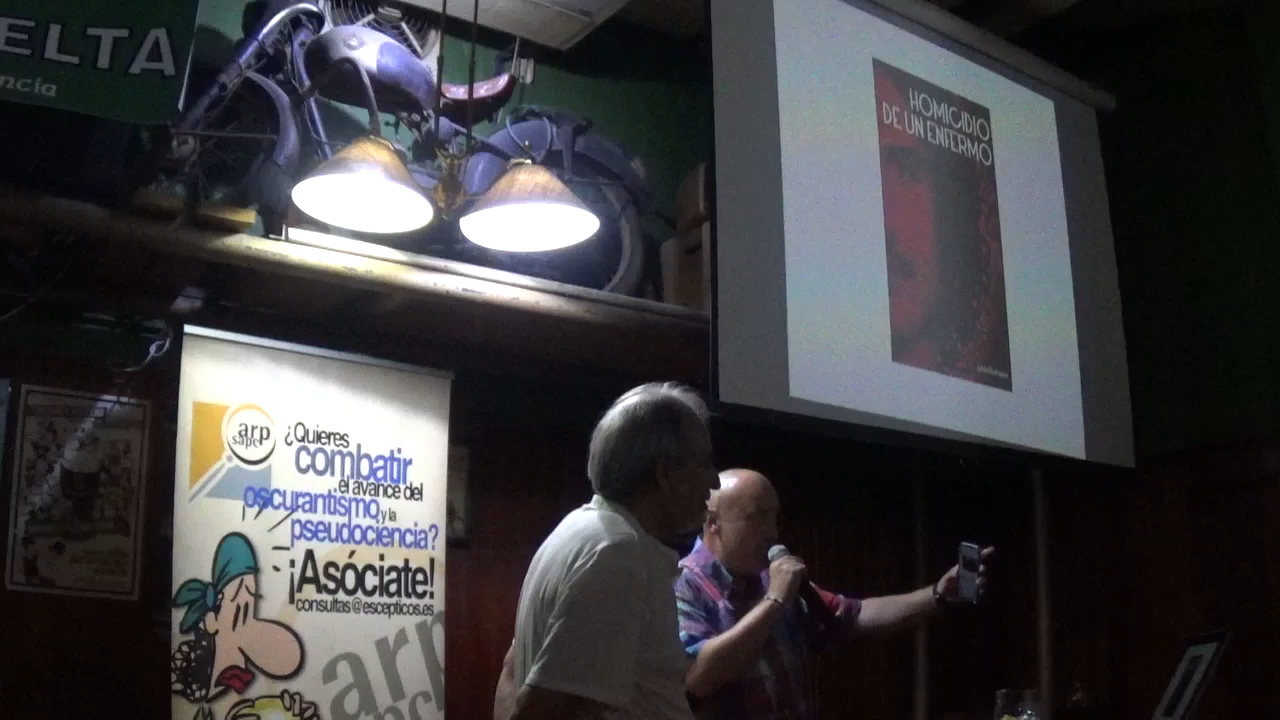 ELTA
ncia
HOMICIDIO
DE UN ENFERMO
arp
sapc
¿Quieres
combatir
el avance del
oscurantismo y la
pseudociencia?
¡Asóciate!
consultas@escepticos.es
arp